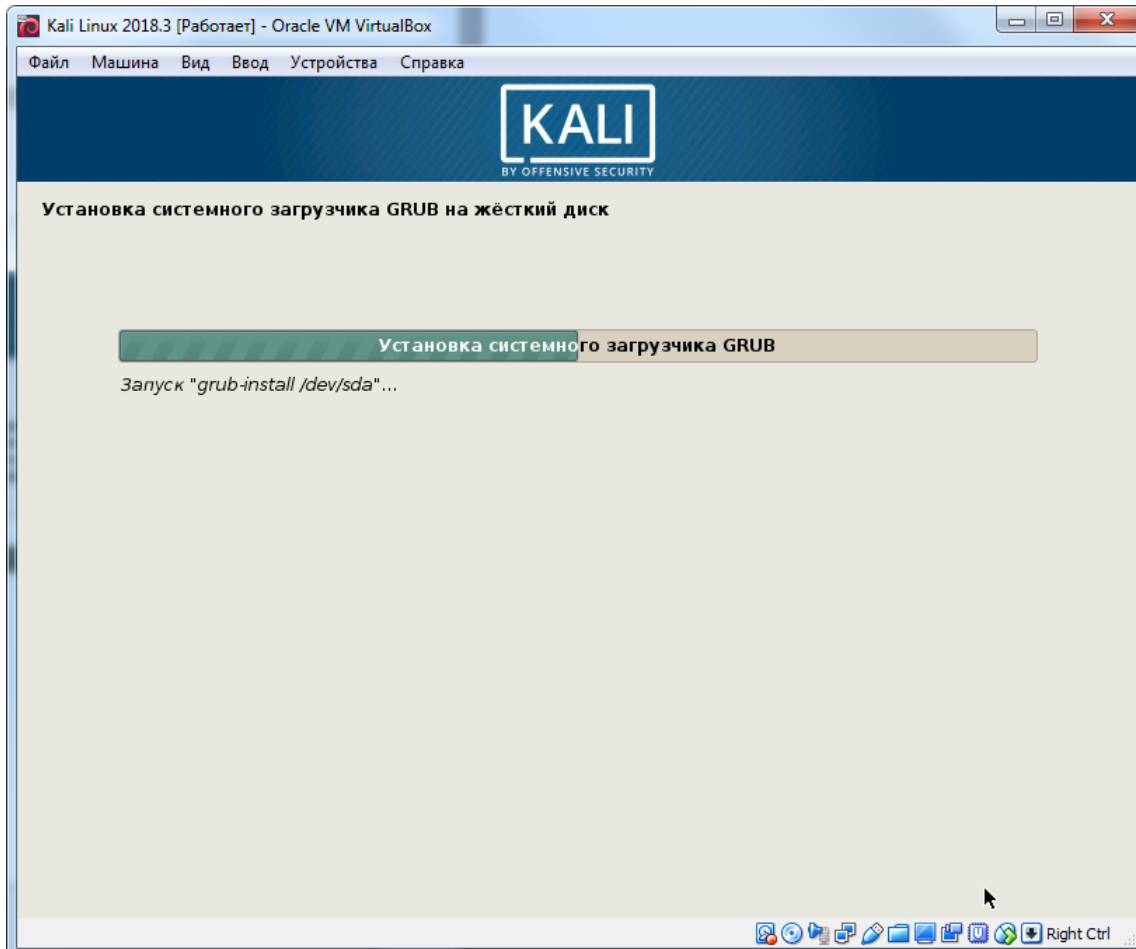 Kali Linux 2018.3 [Работает] - Oracle VM VirtualBox
Файл Машина Вид Ввод Устройства Справка
KALI
BY OFFENSIVE SECURITY
Установка системного загрузчика GRUB на жёсткий диск
Установка системного загрузчика GRUB
Запуск "grub-install /dev/sda"...
Right Ctrl